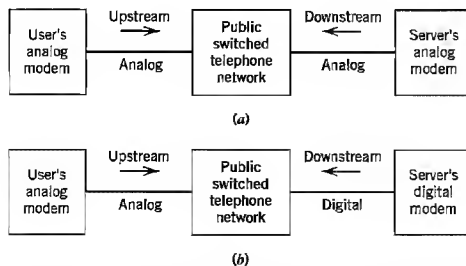 User's
analog
modem
Upstream
Analog
Public
switched
telephone
network
Downstream
Analog
Server's
analog
modem
(a)
User's
analog
modem
Upstream
Analog
Public
switched
telephone
network
Downstream
Digital
Server's
digital
modem
(b)